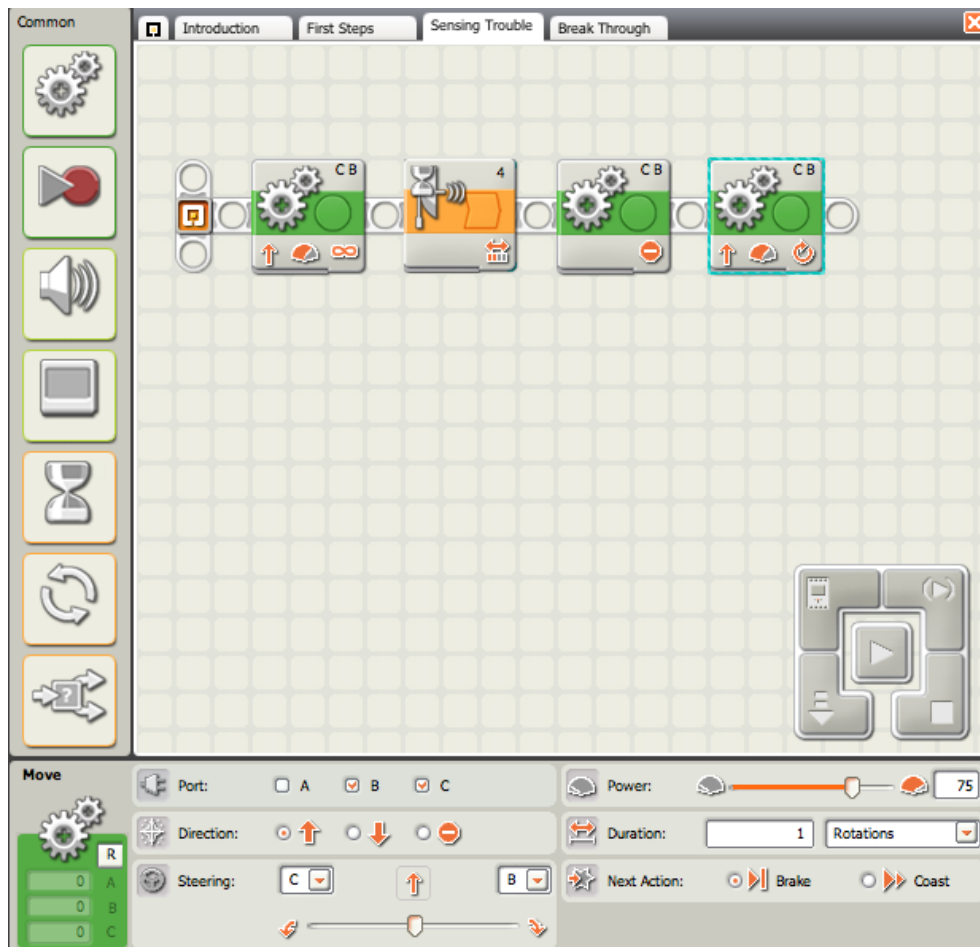 Common
Introduction
First Steps
Sensing Trouble
Break Through
C B
4
C B
C B
?
Move
R
0 A
0 B
0 C
Port: A B C
Direction:
Steering: C B
Power: 75
Duration: 1 Rotations
Next Action: Brake Coast